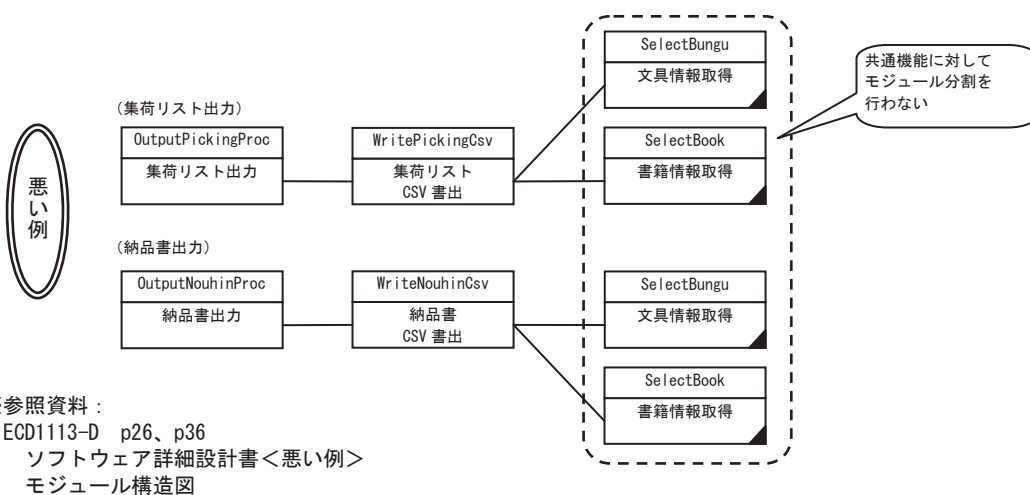 悪い例
(集荷リスト出力)
OutputPickingProc
集荷リスト出力
WritePickingCsv
集荷リスト
CSV 書出
SelectBungu
文具情報取得
SelectBook
書籍情報取得
共通機能に対して
モジュール分割を
行わない
(納品書出力)
OutputNouhinProc
納品書出力
WriteNouhinCsv
納品書
CSV 書出
SelectBungu
文具情報取得
SelectBook
書籍情報取得
参照資料:
ECD1113-D p26、p36
ソフトウェア詳細設計書<悪い例>
モジュール構造図